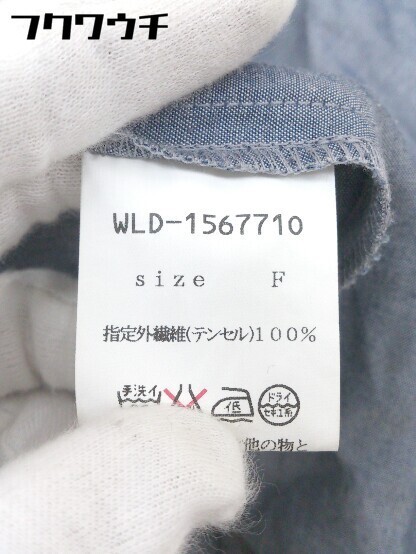 フクワウチ
WLD-1567710
size F
指定外繊維(テンセル)100%
手洗イ 低 ドライ
セキユ系
他の物と